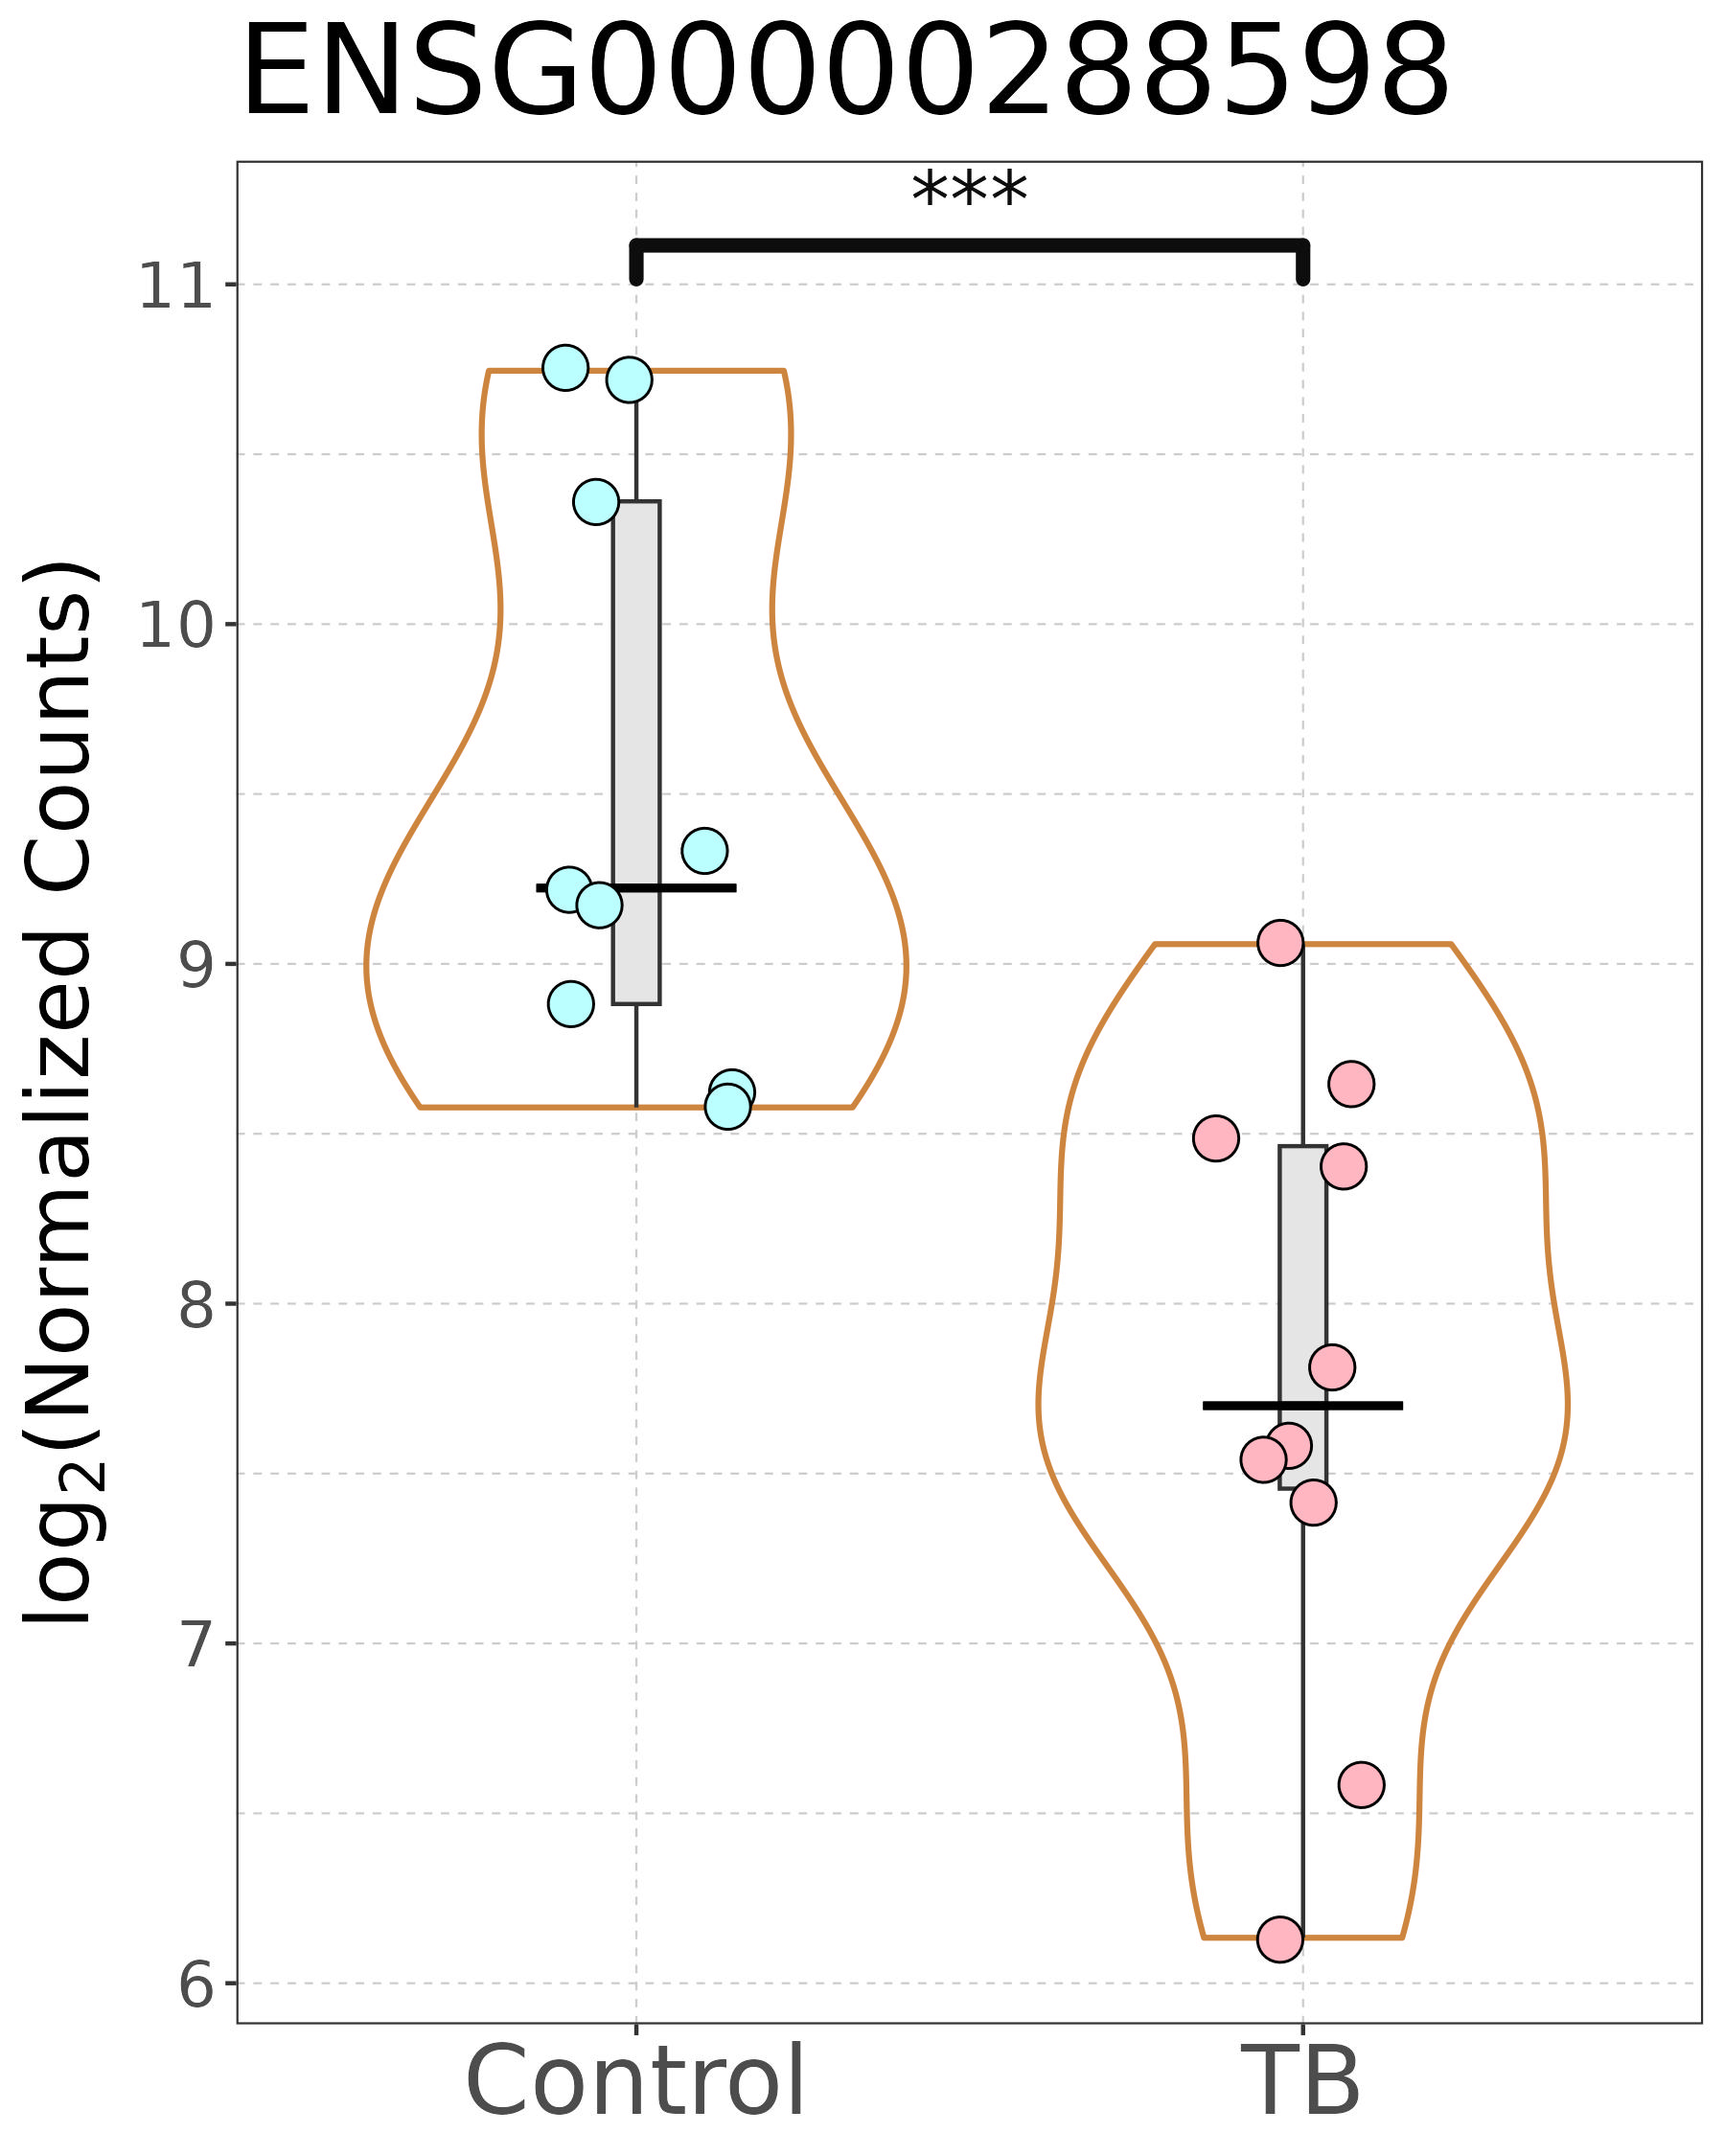 ENSG00000288598
***
log₂(Normalized Counts)
11
10
9
8
7
6
Control TB